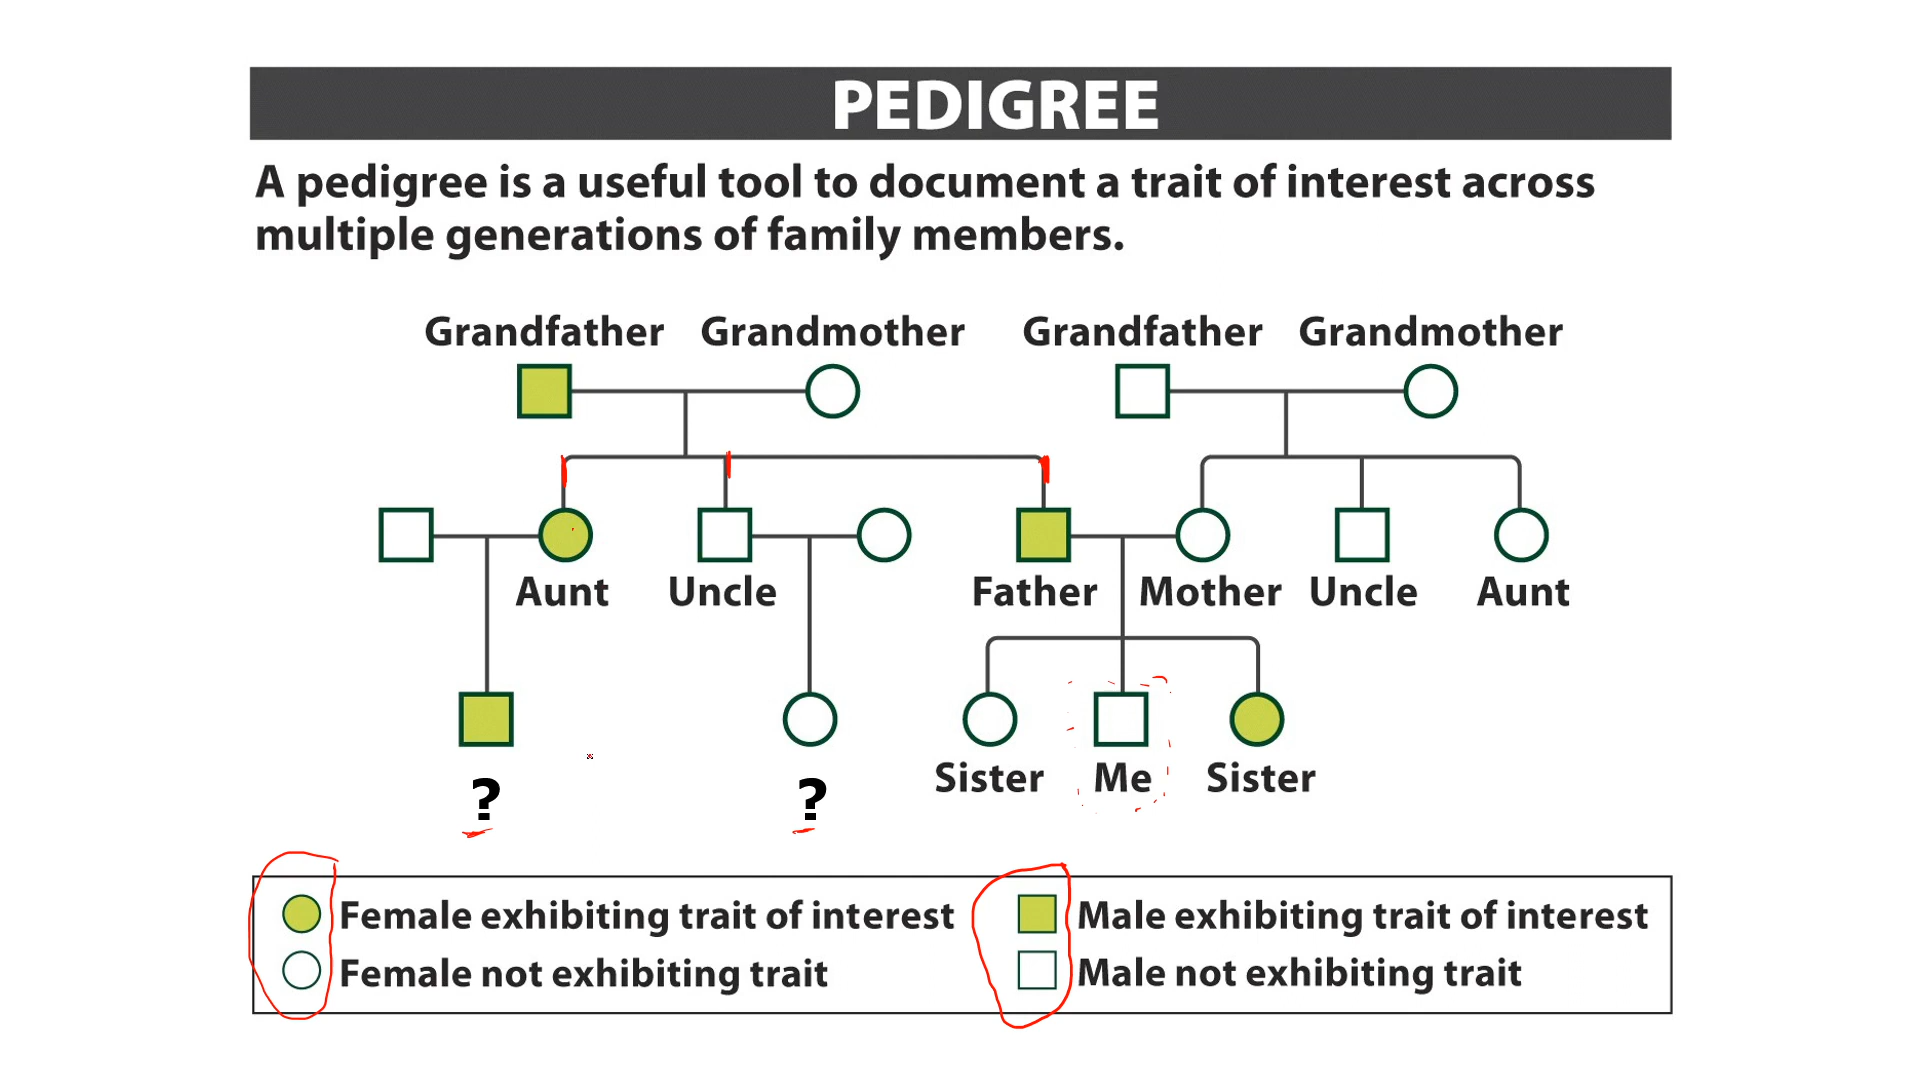 PEDIGREE
A pedigree is a useful tool to document a trait of interest across
multiple generations of family members.
Grandfather Grandmother Grandfather Grandmother
Aunt Uncle Father Mother Uncle Aunt
Sister Me Sister
? ?
Female exhibiting trait of interest
Female not exhibiting trait
Male exhibiting trait of interest
Male not exhibiting trait